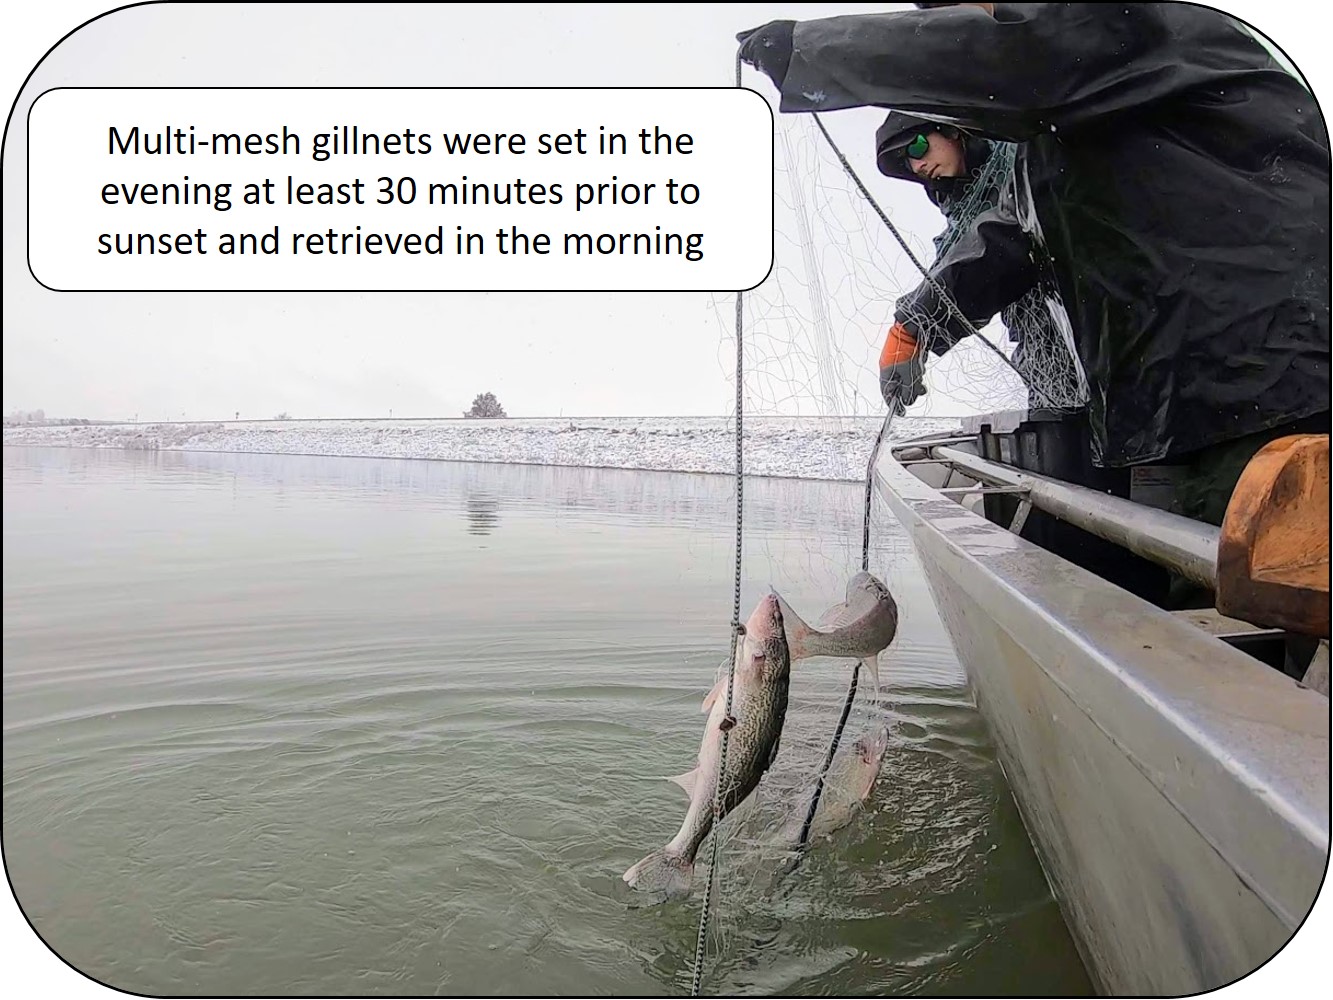 Multi-mesh gillnets were set in the
evening at least 30 minutes prior to
sunset and retrieved in the morning